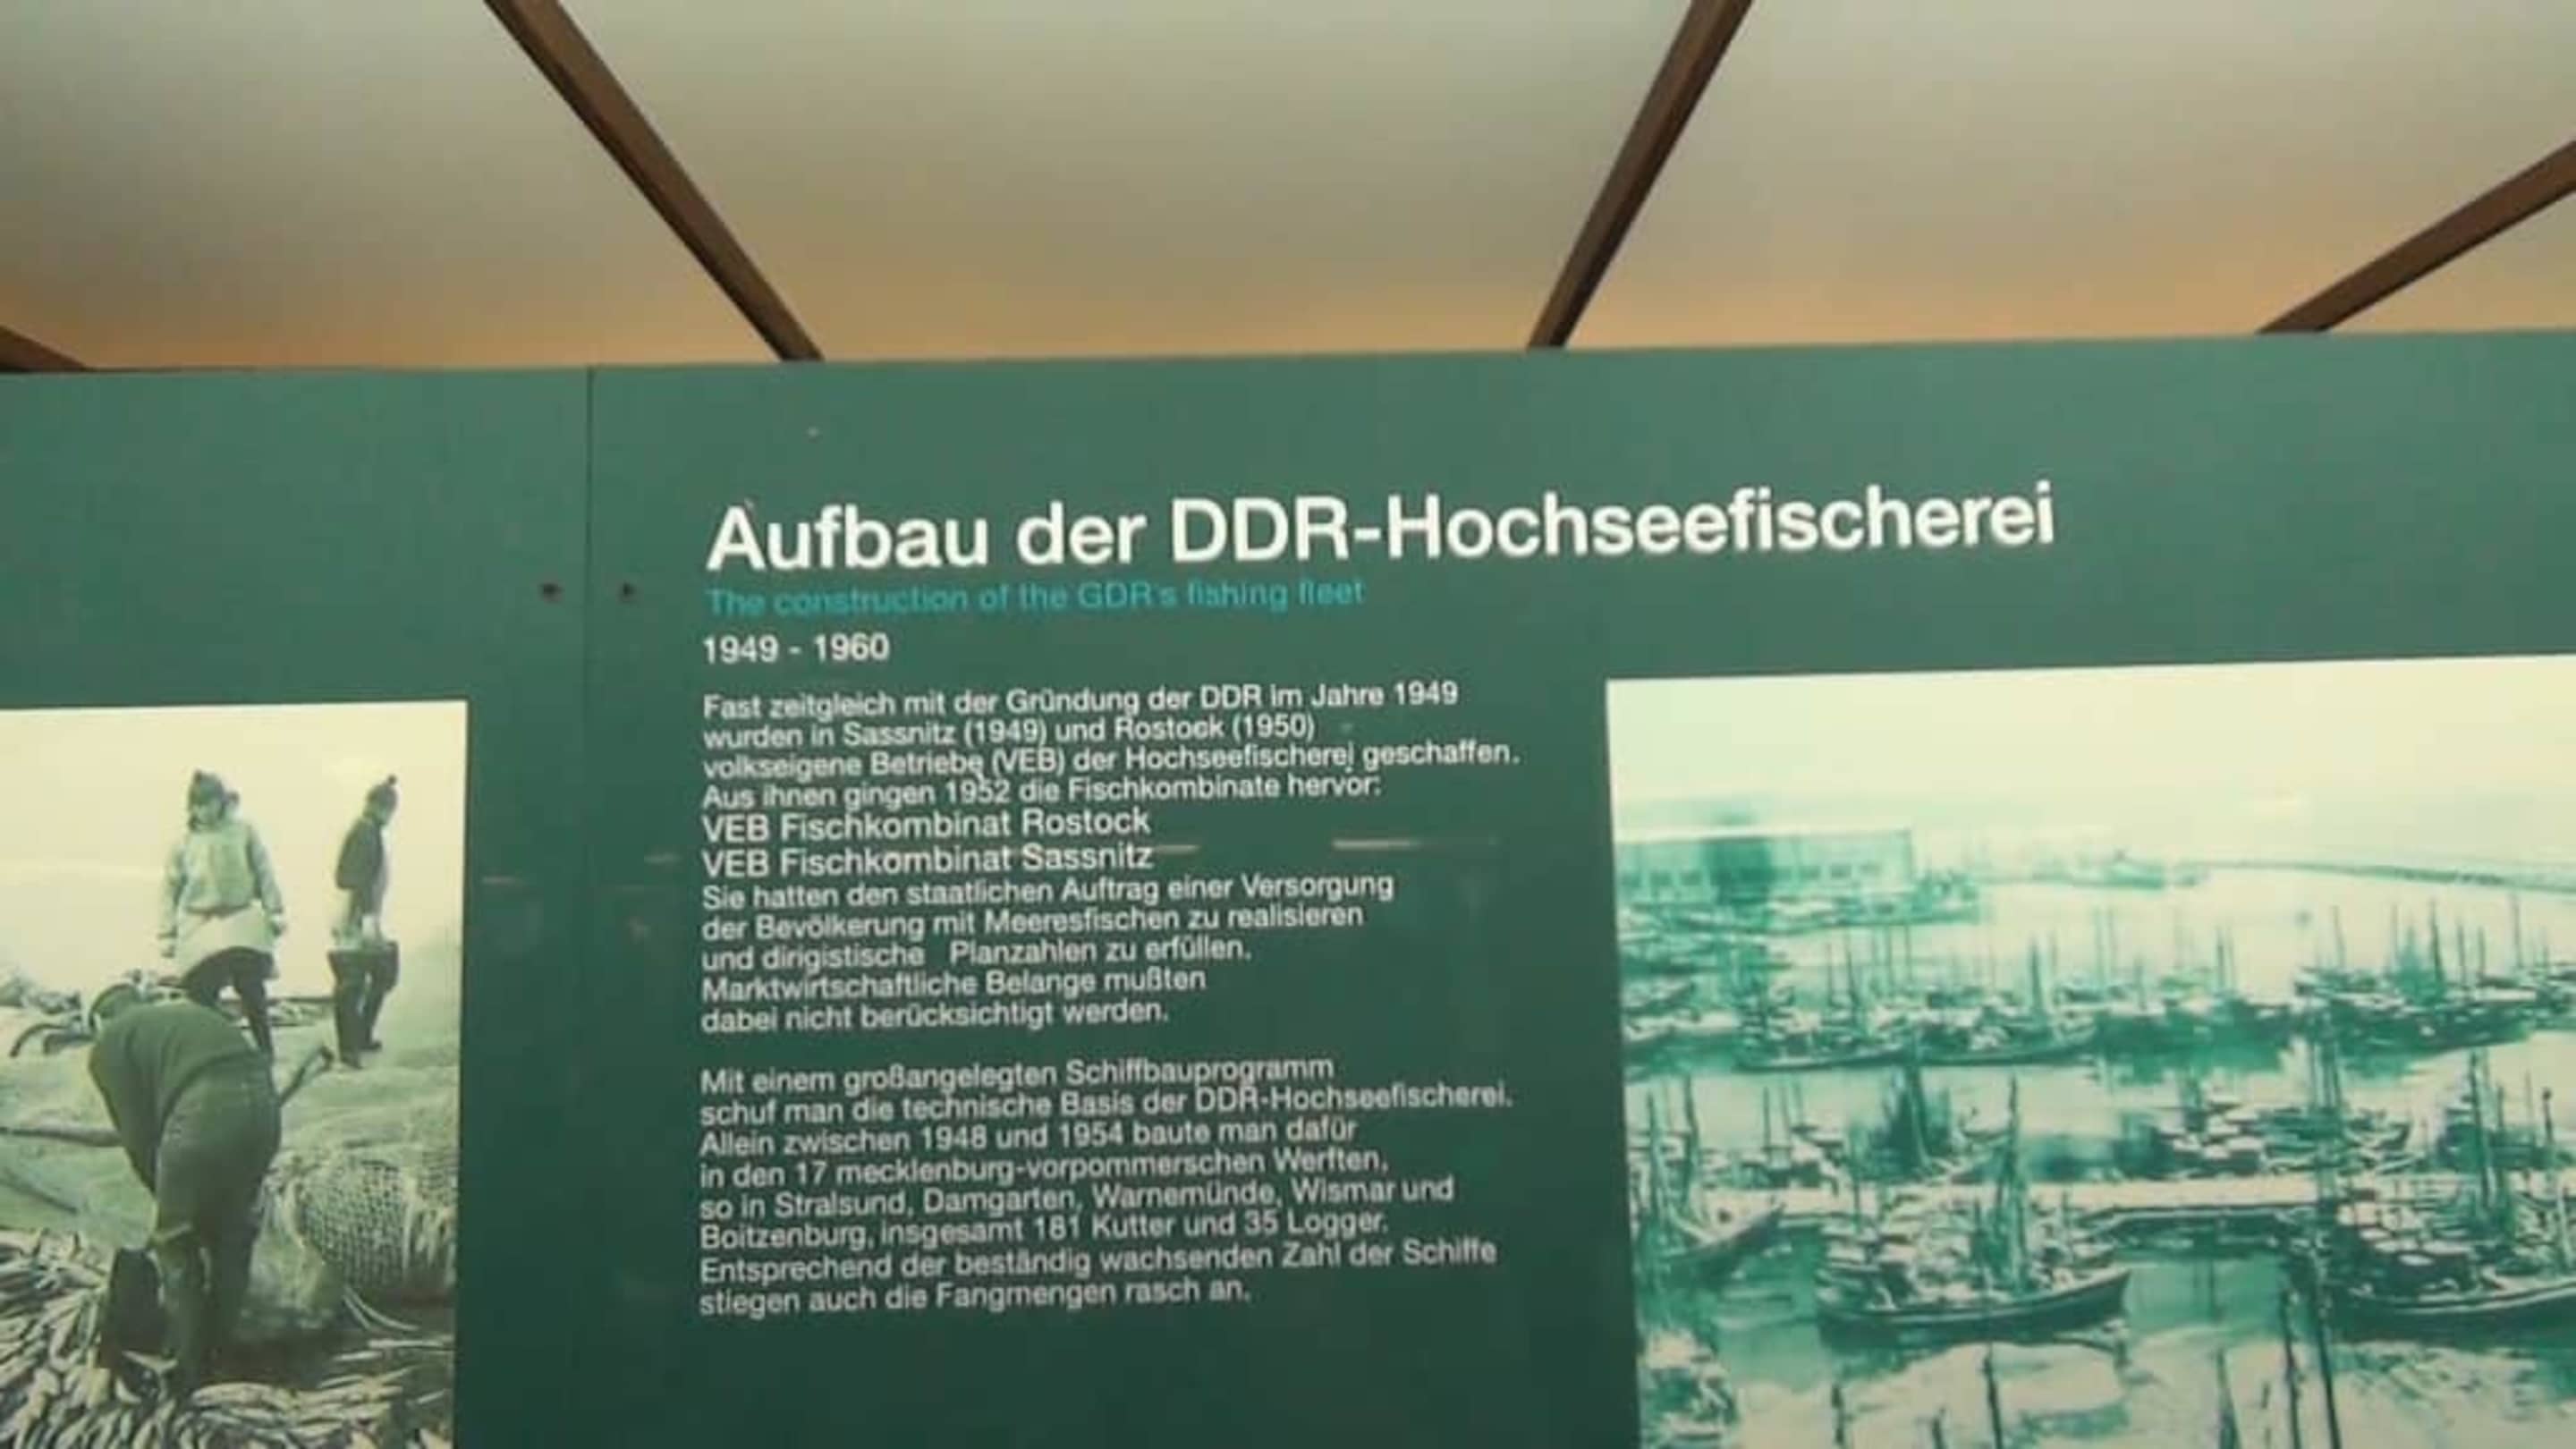 Aufbau der DDR-Hochseefischerei
The construction of the GDR's fishing fleet
1949 - 1960
Fast zeitgleich mit der Gründung der DDR im Jahre 1949
wurden in Sassnitz (1949) und Rostock (1950)
volkseigene Betriebe (VEB) der Hochseefischerei geschaffen.
Aus ihnen gingen 1952 die Fischkombinate hervor:
VEB Fischkombinat Rostock
VEB Fischkombinat Sassnitz
Sie hatten den staatlichen Auftrag einer Versorgung
der Bevölkerung mit Meeresfischen zu realisieren
und dirigistische Planzahlen zu erfüllen.
Marktwirtschaftliche Belange mußten
dabei nicht berücksichtigt werden.
Mit einem großangelegten Schiffbauprogramm
schuf man die technische Basis der DDR-Hochseefischerei.
Allein zwischen 1948 und 1954 baute man dafür
in den 17 mecklenburg-vorpommerschen Werften,
so in Stralsund, Damgarten, Warnemünde, Wismar und
Boitzenburg, insgesamt 181 Kutter und 35 Logger.
Entsprechend der beständig wachsenden Zahl der Schiffe
stiegen auch die Fangmengen rasch an.